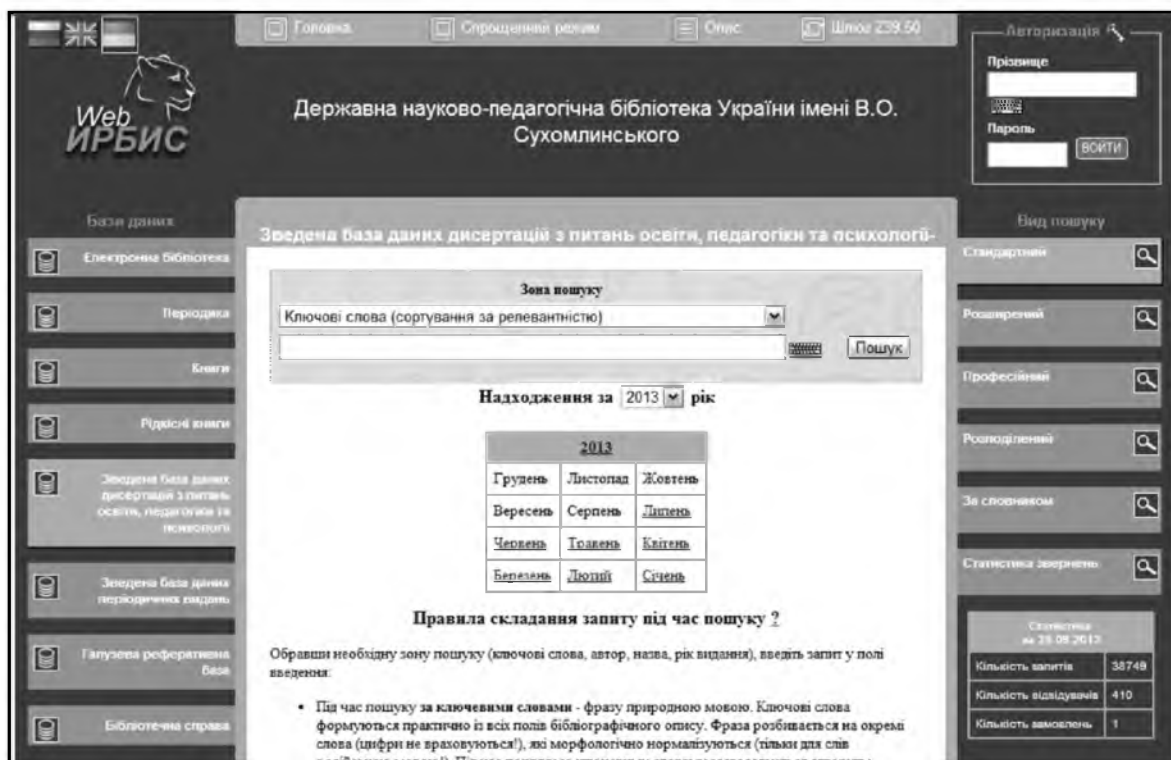 Головна
Спрощенний режим
Опис
Шлюз Z39.50
Web
ИРБИС
Державна науково-педагогічна бібліотека України імені В.О.
Сухомлинського
Авторизація
Прізвище
Пароль
ВОЙТИ
База даних
Електронна бібліотека
Періодика
Книги
Рідкісні книги
Зведена база даних
дисертацій з питань
освіти, педагогіки та
психології
Зведена база даних
періодичних видань
Галузева реферативна
база
Бібліотечна справа
Зведена база даних дисертацій з питань освіти, педагогіки та психології-
Зона пошуку
Ключові слова (сортування за релевантністю)
Пошук
Надходження за 2013 рік
2013
Грудень Листопад Жовтень
Вересень Серпень Липень
Червень Травень Квітень
Березень Лютий Січень
Правила складання запиту під час пошуку ?
Обравши необхідну зону пошуку (ключові слова, автор, назва, рік видання), введіть запит у полі
введення:
• Під час пошуку за ключевими словами - фразу природною мовою. Ключові слова
формуються практично із всіх полів бібліографічного опису. Фраза розбивається на окремі
слова (цифри не враховуються!), які морфологічно нормалізуються (тільки для слів
Вид пошуку
Стандартний
Розширений
Професійний
Розподілений
За словником
Статистика звернень
Статистика
Кількість запитів 38749
Кількість відвідувачів 410
Кількість замовлень 1